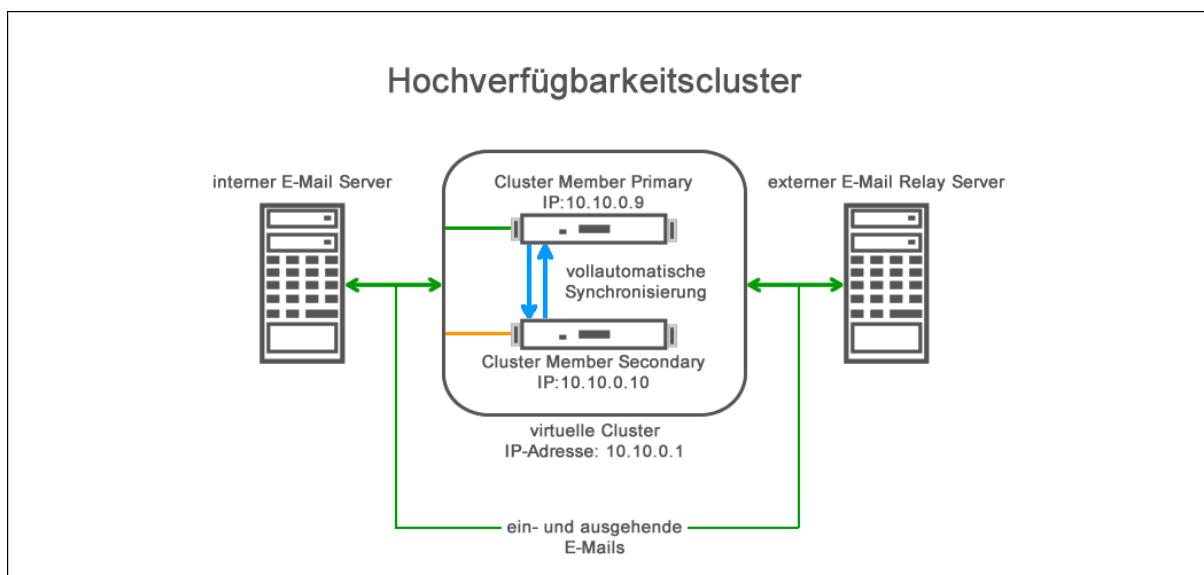 Hochverfügbarkeitscluster
interner E-Mail Server
Cluster Member Primary
IP:10.10.0.9
externer E-Mail Relay Server
vollautomatische
Synchronisierung
Cluster Member Secondary
IP:10.10.0.10
virtuelle Cluster
IP-Adresse: 10.10.0.1
ein- und ausgehende
E-Mails